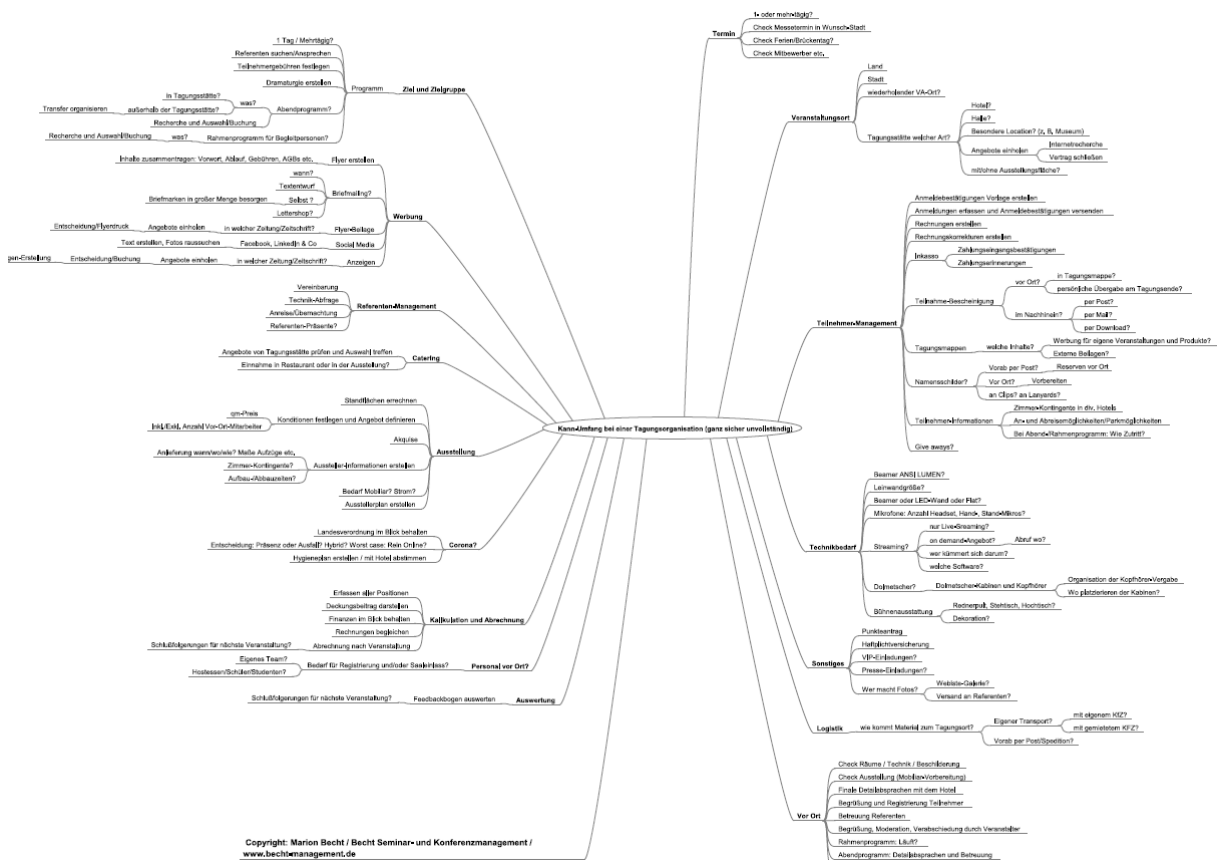 Kann-Umfang bei einer Tagungsorganisation (ganz sicher unvollständig)
Termin
1- oder mehr-tägig?
Check Messetermin in Wunsch-Stadt
Check Ferien/Brückentag?
Check Mitbewerber etc.
Veranstaltungsort
Land
Stadt
wiederholender VA-Ort?
Tagungsstätte welcher Art?
Hotel?
Halle?
Besondere Location? (z. B. Museum)
Angebote einholen
Internetrecherche
Vertrag schließen
mit/ohne Ausstellungsfläche?
Teilnehmer-Management
Anmeldebestätigungen Vorlage erstellen
Anmeldungen erfassen und Anmeldebestätigungen versenden
Rechnungen erstellen
Rechnungskorrekturen erstellen
Inkasso
Zahlungseingangsbestätigungen
Zahlungserinnerungen
Teilnahme-Bescheinigung
vor Ort?
in Tagungsmappe?
persönliche Übergabe am Tagungsende?
im Nachhinein?
per Post?
per Mail?
per Download?
Tagungsmappen
welche Inhalte?
Werbung für eigene Veranstaltungen und Produkte?
Externe Beilagen?
Namensschilder?
Vorab per Post?
Reserven vor Ort
Vor Ort?
Vorbereiten
an Clips? an Lanyards?
Teilnehmer-Informationen
Zimmer-Kontingente in div. Hotels
An- und Abreisemöglichkeiten/Parkmöglichkeiten
Bei Abend-/Rahmenprogramm: Wie Zutritt?
Give aways?
Technikbedarf
Beamer ANSI LUMEN?
Leinwandgröße?
Beamer oder LED-Wand oder Flat?
Mikrofone: Anzahl Headset, Hand-, Stand-Mikros?
Streaming?
nur Live-Sreaming?
on demand-Angebot?
Abruf wo?
wer kümmert sich darum?
welche Software?
Dolmetscher?
Dolmetscher-Kabinen und Kopfhörer
Organisation der Kopfhörer-Vergabe
Wo platzierieren der Kabinen?
Bühnenausstattung
Rednerpult, Stehtisch, Hochtisch?
Dekoration?
Sonstiges
Punkteantrag
Haftplichtversicherung
VIP-Einladungen?
Presse-Einladungen?
Wer macht Fotos?
Websita-Galerie?
Versand an Referenten?
Logistik
wie kommt Material zum Tagungsort?
Eigener Transport?
mit eigenem KfZ?
mit gemietetem KFZ?
Vorab per Post/Spedition?
Vor Ort
Check Räume / Technik / Beschilderung
Check Ausstellung (Mobiliar-Vorbereitung)
Finale Detailabsprachen mit dem Hotel
Begrüßung und Registrierung Teilnehmer
Betreuung Referenten
Begrüßung, Moderation, Verabschiedung durch Veranstalter
Rahmenprogramm: Läuft?
Abendprogramm: Detailabsprachen und Betreuung
Ziel und Zielgruppe
Programm
1 Tag / Mehrtägig?
Referenten suchen/Ansprechen
Teilnehmergebühren festlegen
Dramaturgie erstellen
Abendprogramm?
was?
in Tagungsstätte?
außerhalb der Tagungsstätte?
Transfer organisieren
Recherche und Auswahl/Buchung
Rahmenprogramm für Begleitpersonen?
was?
Recherche und Auswahl/Buchung
Werbung
Flyer erstellen
Inhalte zusammentragen: Vorwort, Ablauf, Gebühren, AGBs etc.
Briefmailing?
wann?
Textentwurf
Selbst ?
Briefmarken in großer Menge besorgen
Lettershop?
Flyer-Beilage
in welcher Zeitung/Zeitschrift?
Angebote einholen
Entscheidung/Flyerdruck
Social Media
Facebook, LinkedIn & Co
Text erstellen, Fotos raussuchen
Anzeigen
in welcher Zeitung/Zeitschrift?
Angebote einholen
Entscheidung/Buchung
gen-Erstellung
Referenten-Management
Vereinbarung
Technik-Abfrage
Anreise/Übernachtung
Referenten-Präsente?
Catering
Angebote von Tagungsstätte prüfen und Auswahl treffen
Einnahme in Restaurant oder in der Ausstellung?
Ausstellung
Standflächen errechnen
Konditionen festlegen und Angebot definieren
qm-Preis
Inkl./Exkl. Anzahl Vor-Ort-Mitarbeiter
Akquise
Aussteller-Informationen erstellen
Anlieferung wann/wo/wie? Maße Aufzüge etc.
Zimmer-Kontingente?
Aufbau-/Abbauzeiten?
Bedarf Mobiliar? Strom?
Ausstellerplan erstellen
Corona?
Landesverordnung im Blick behalten
Entscheidung: Präsenz oder Ausfall? Hybrid? Worst case: Rein Online?
Hygieneplan erstellen / mit Hotel abstimmen
Kalkulation und Abrechnung
Erfassen aller Positionen
Deckungsbeitrag darstellen
Finanzen im Blick behalten
Rechnungen begleichen
Abrechnung nach Veranstaltung
Schlußfolgerungen für nächste Veranstaltung?
Personal vor Ort?
Bedarf für Registrierung und/oder Saaleinlass?
Eigenes Team?
Hostessen/Schüler/Studenten?
Auswertung
Feedbackbogen auswerten
Schlußfolgerungen für nächste Veranstaltung?
Copyright: Marion Becht / Becht Seminar- und Konferenzmanagement /
www.becht-management.de